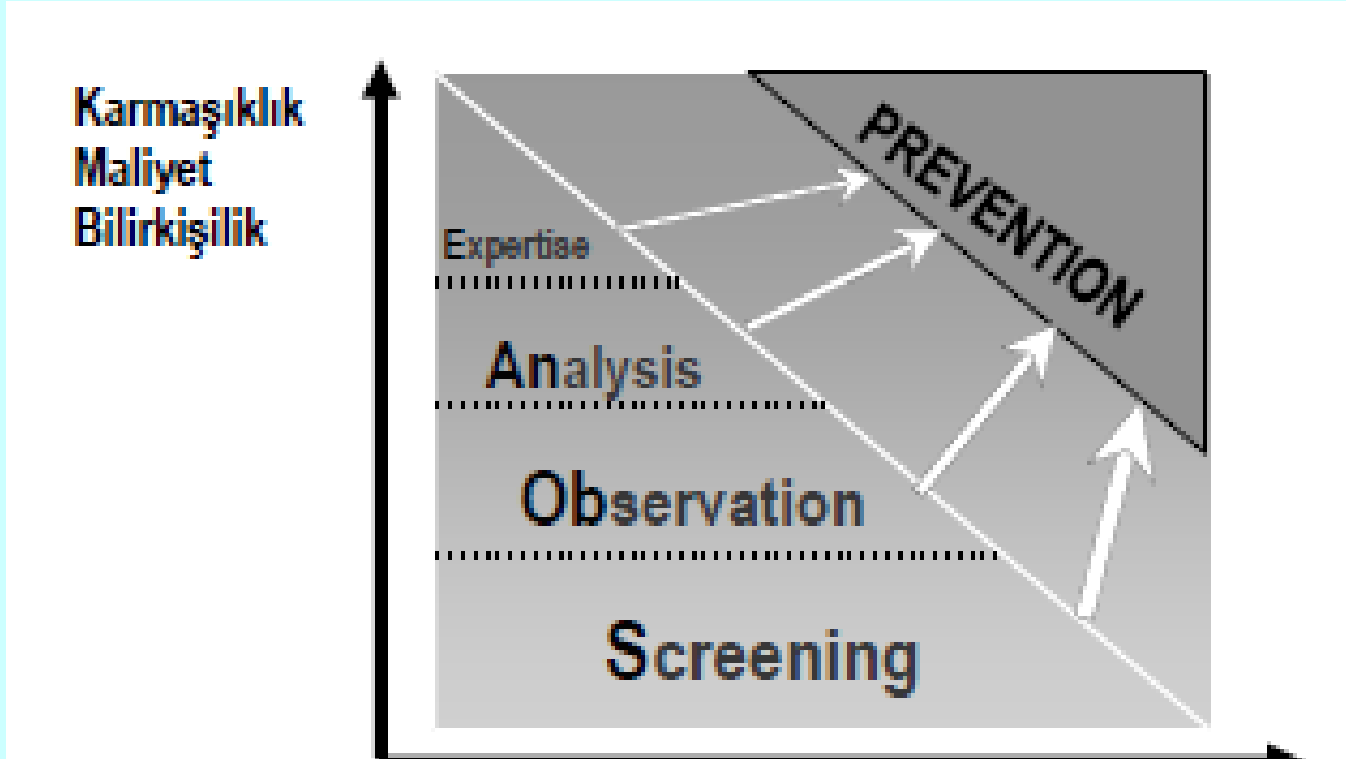 Karmaşıklık
Maliyet
Bilirkişilik
PREVENTION
Expertise
Analysis
Observation
Screening